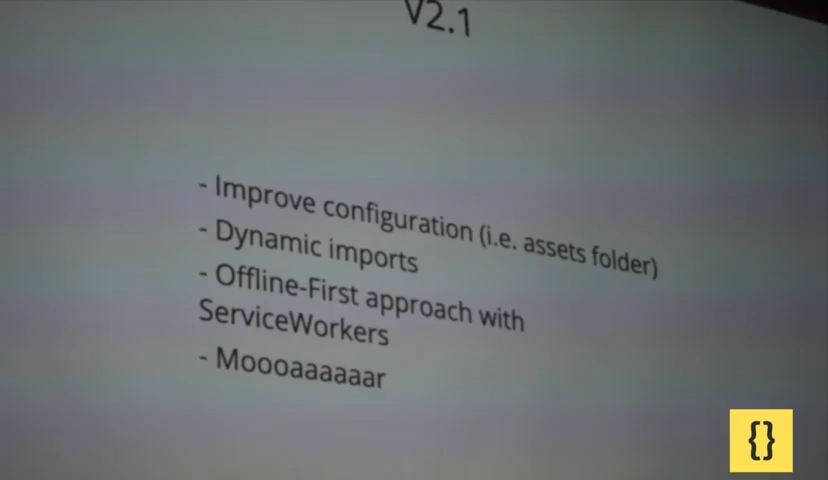 V2.1
- Improve configuration (i.e. assets folder)
- Dynamic imports
- Offline-First approach with
ServiceWorkers
- Moooaaaaaar
{}